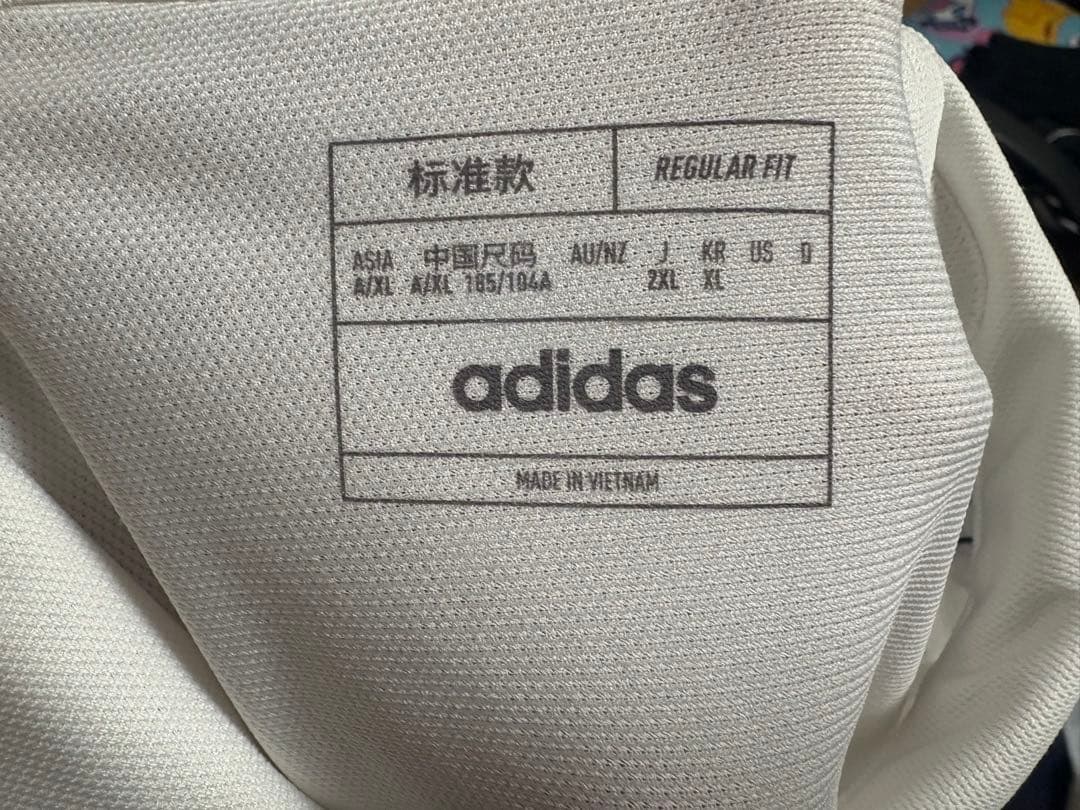 标准款 REGULAR FIT
ASIA 中国尺码 AU/NZ J KR US D
A/XL A/XL 185/104A 2XL XL
adidas
MADE IN VIETNAM